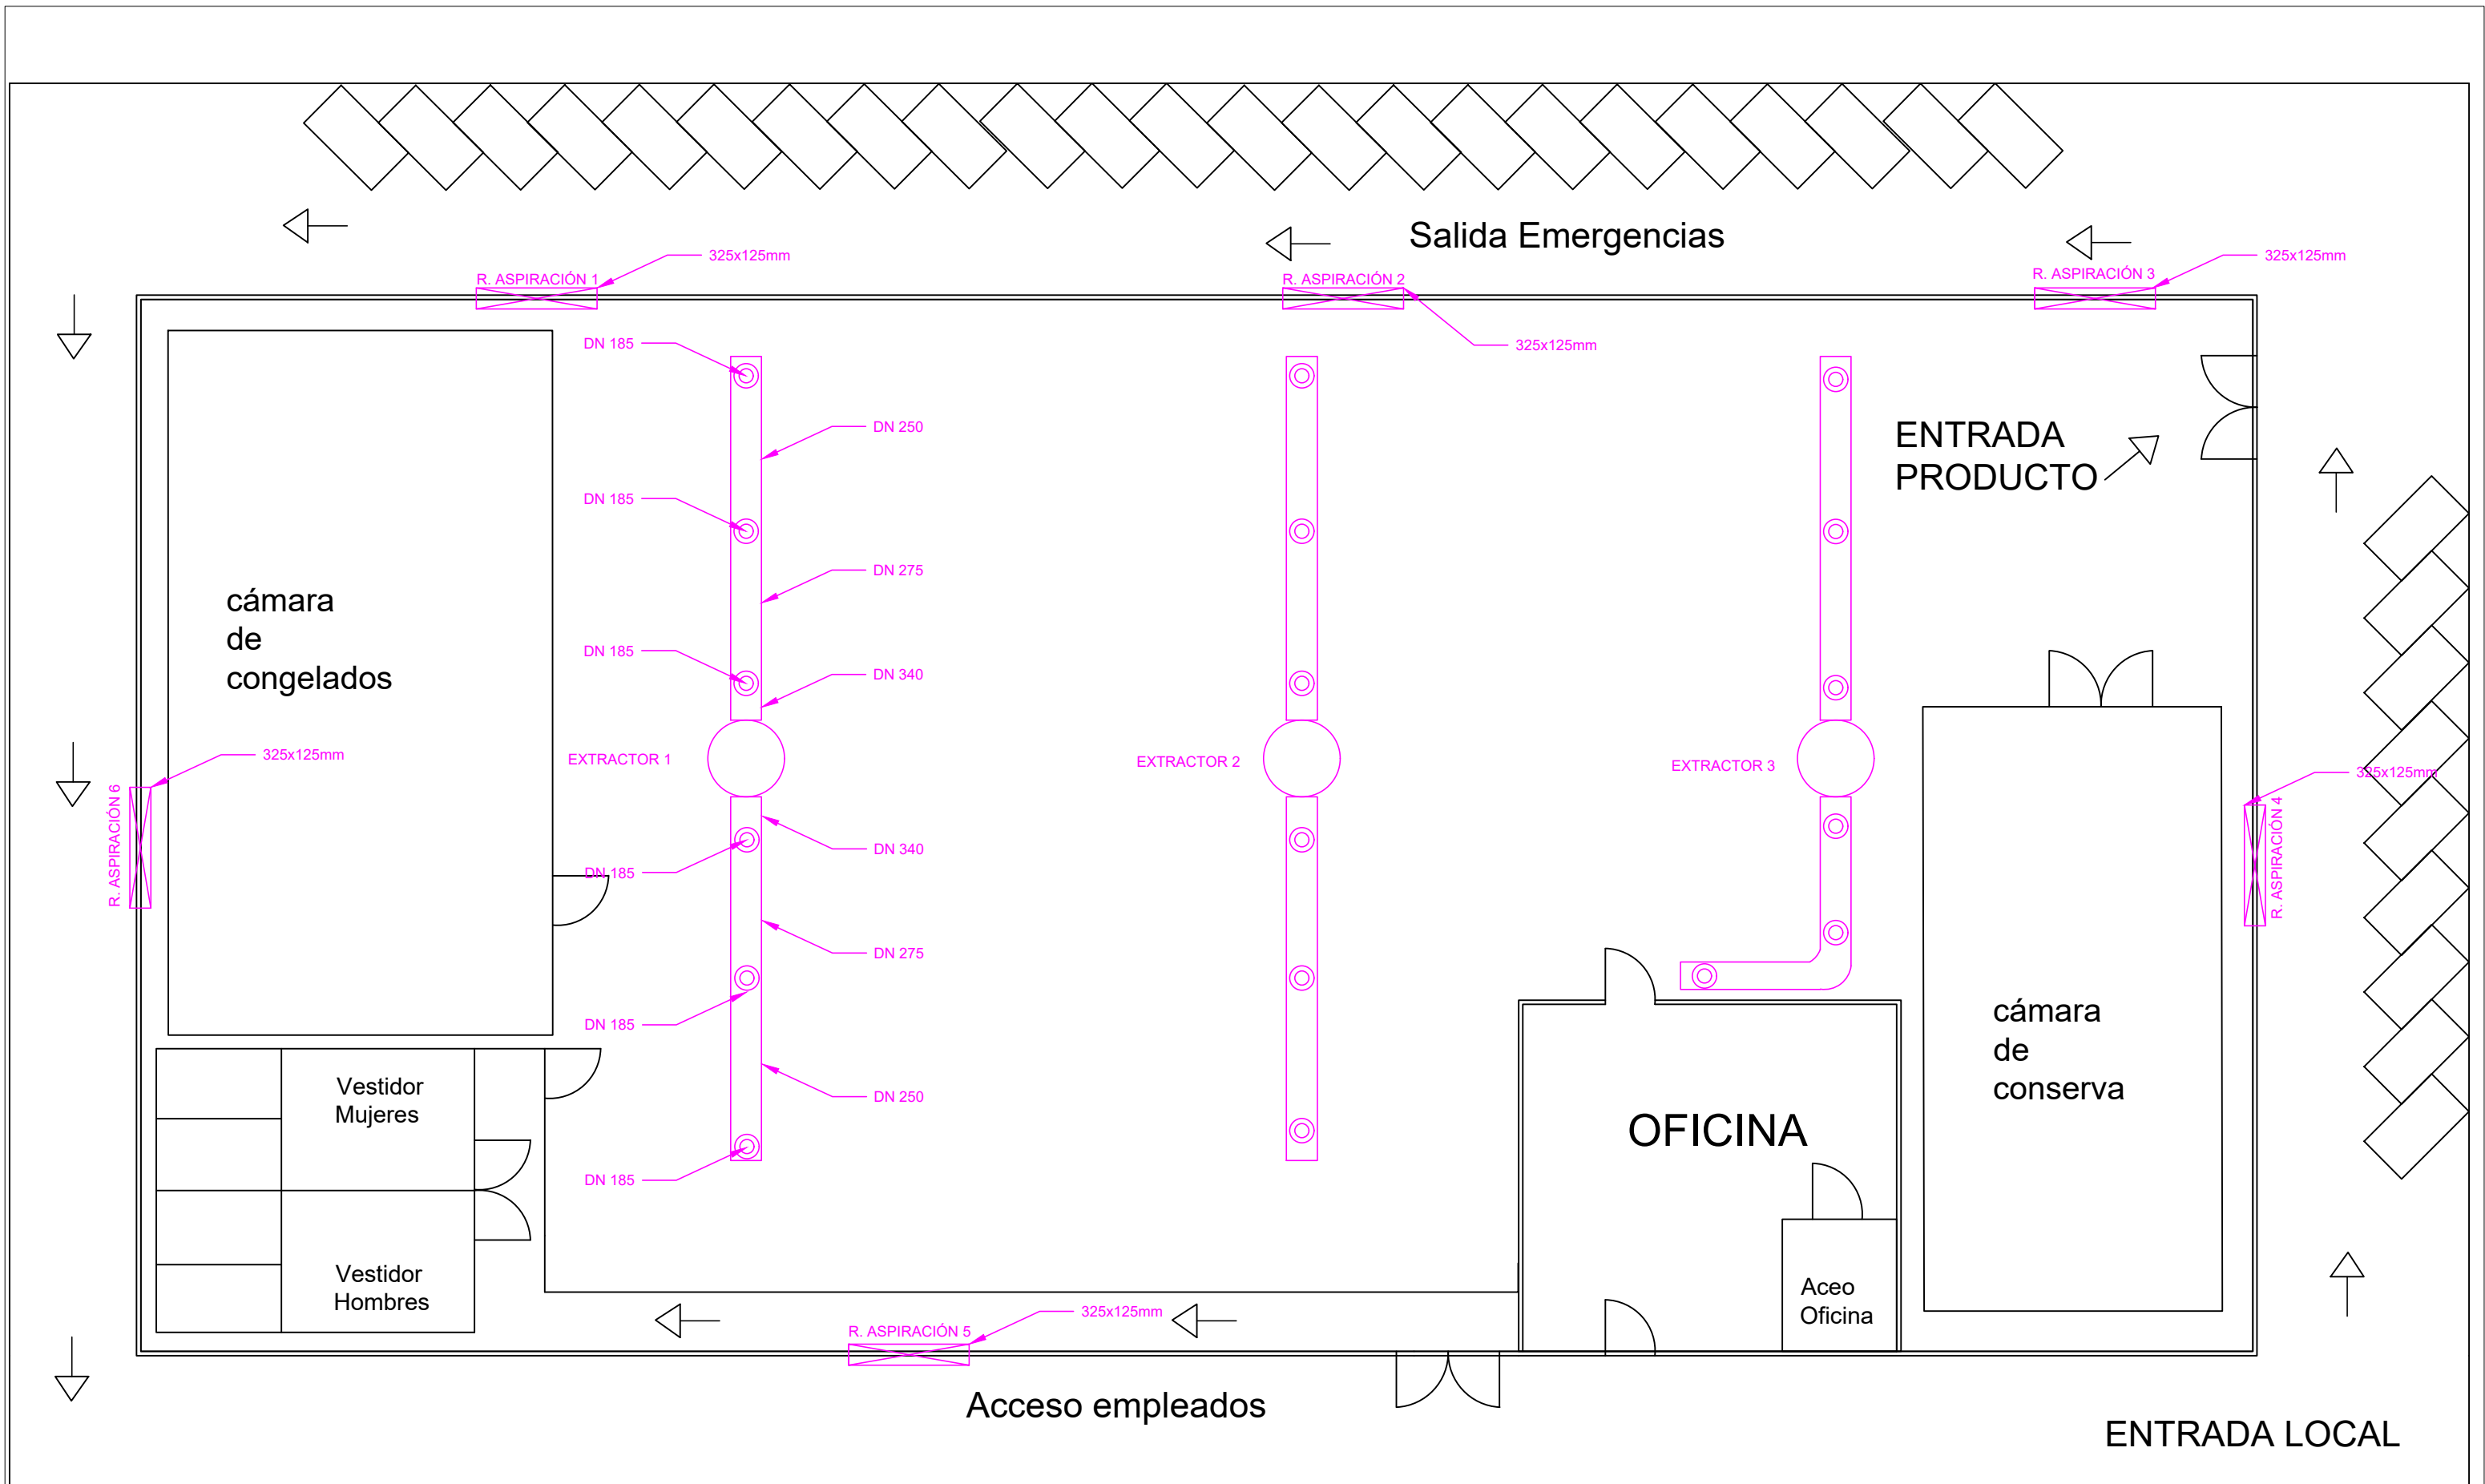 Salida Emergencias
325x125mm
325x125mm
R. ASPIRACIÓN 1
R. ASPIRACIÓN 2
R. ASPIRACIÓN 3
DN 185
325x125mm
DN 250
ENTRADA
PRODUCTO
DN 185
DN 275
cámara
de
congelados
DN 185
DN 340
325x125mm
EXTRACTOR 1
EXTRACTOR 2
EXTRACTOR 3
325x125mm
R. ASPIRACIÓN 6
R. ASPIRACIÓN 4
DN 340
DN 185
DN 275
DN 185
cámara
de
conserva
Vestidor
Mujeres
DN 250
OFICINA
DN 185
Vestidor
Hombres
Aceo
Oficina
325x125mm
R. ASPIRACIÓN 5
Acceso empleados
ENTRADA LOCAL